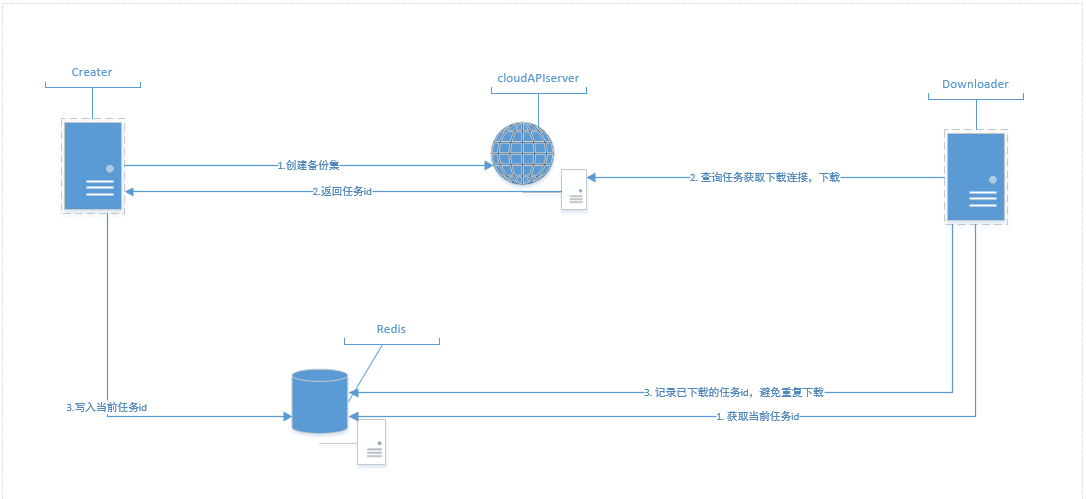 Creater
cloudAPIserver
Downloader
1.创建备份集
2.返回任务id
2. 查询任务获取下载连接，下载
Redis
3. 记录已下载的任务id，避免重复下载
3.写入当前任务id
1. 获取当前任务id